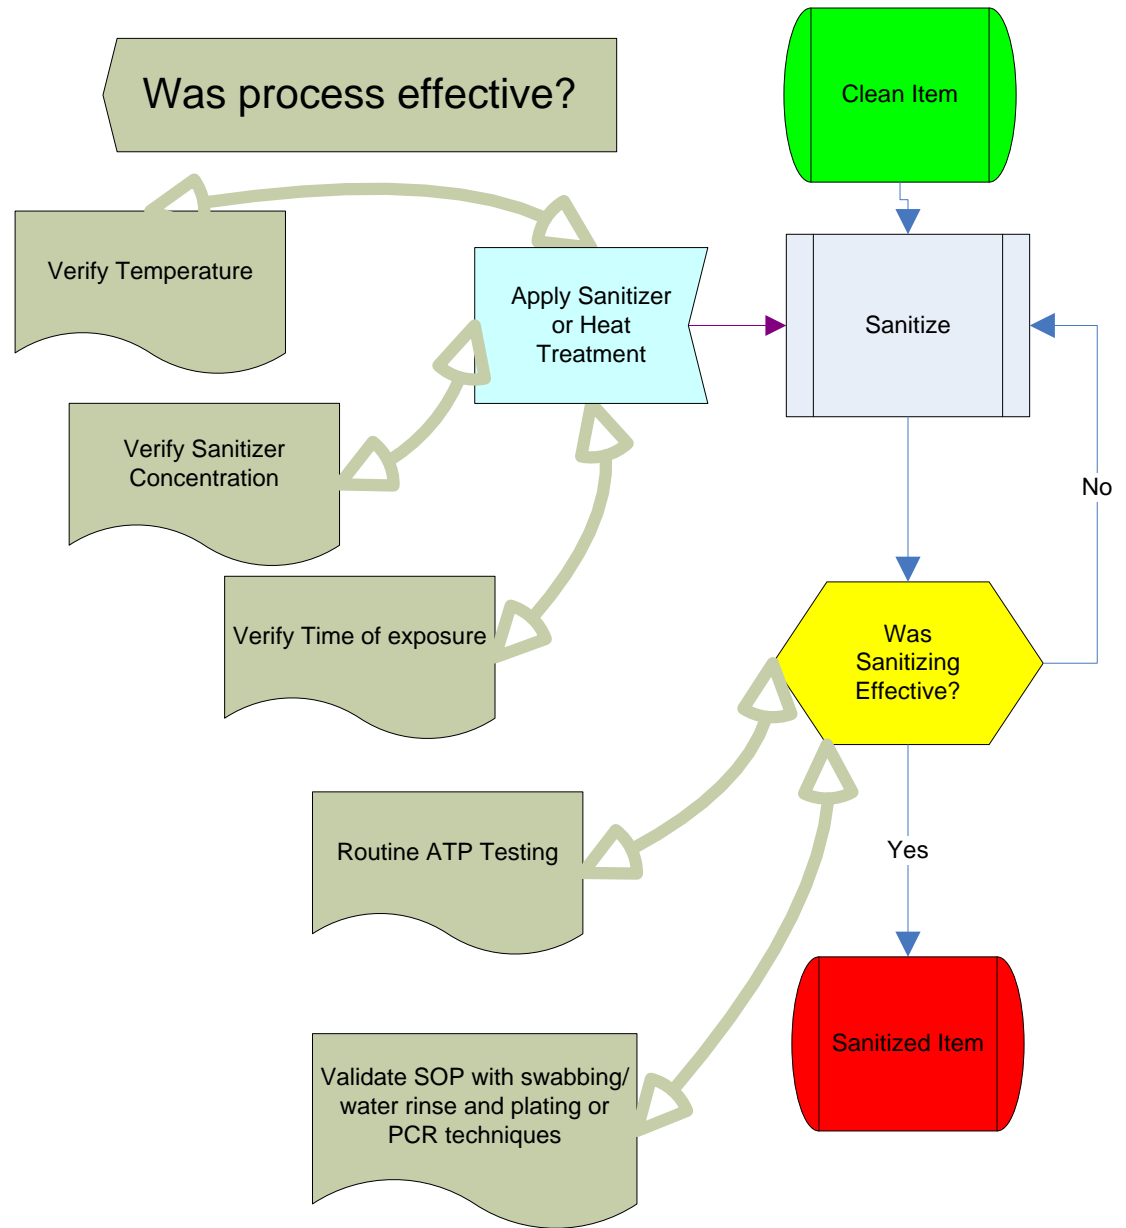 Was process effective?
Clean Item
Verify Temperature
Apply Sanitizer
or Heat
Treatment
Sanitize
Verify Sanitizer
Concentration
No
Verify Time of exposure
Was
Sanitizing
Effective?
Routine ATP Testing
Yes
Sanitized Item
Validate SOP with swabbing/
water rinse and plating or
PCR techniques